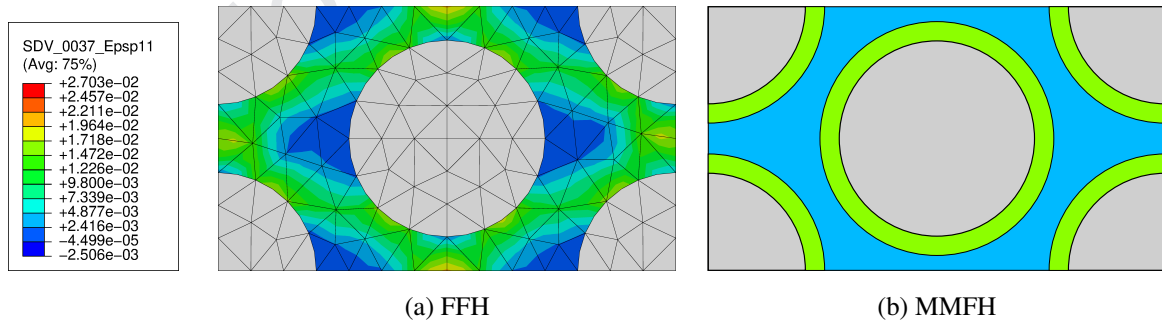 SDV_0037_Epsp11
(Avg: 75%)
+2.703e-02
+2.457e-02
+2.211e-02
+1.964e-02
+1.718e-02
+1.472e-02
+1.226e-02
+9.800e-03
+7.339e-03
+4.877e-03
+2.416e-03
-4.499e-05
-2.506e-03
(a) FFH
(b) MMFH